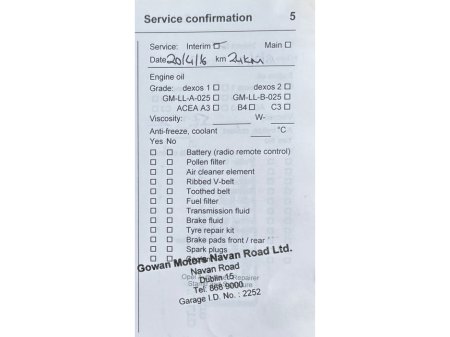 Service confirmation 5
Service: Interim ☑ Main ☐
Date 20/4/16 km 24km
Engine oil
Grade: dexos 1 ☐ dexos 2 ☐
GM-LL-A-025 ☐ GM-LL-B-025 ☐
ACEA A3 ☐ B4 ☐ C3 ☐
Viscosity: W-
Anti-freeze, coolant °C
Yes No
☐ ☐ Battery (radio remote control)
☐ ☐ Pollen filter
☐ ☐ Air cleaner element
☐ ☐ Ribbed V-belt
☐ ☐ Toothed belt
☐ ☐ Fuel filter
☐ ☐ Transmission fluid
☐ ☐ Brake fluid
☐ ☐ Tyre repair kit
☐ ☐ Brake pads front / rear
☐ ☐ Spark plugs
Gowan Motors Navan Road Ltd.
Navan Road
Dublin 15
Tel. 868 9000
Garage I.D. No. : 2252